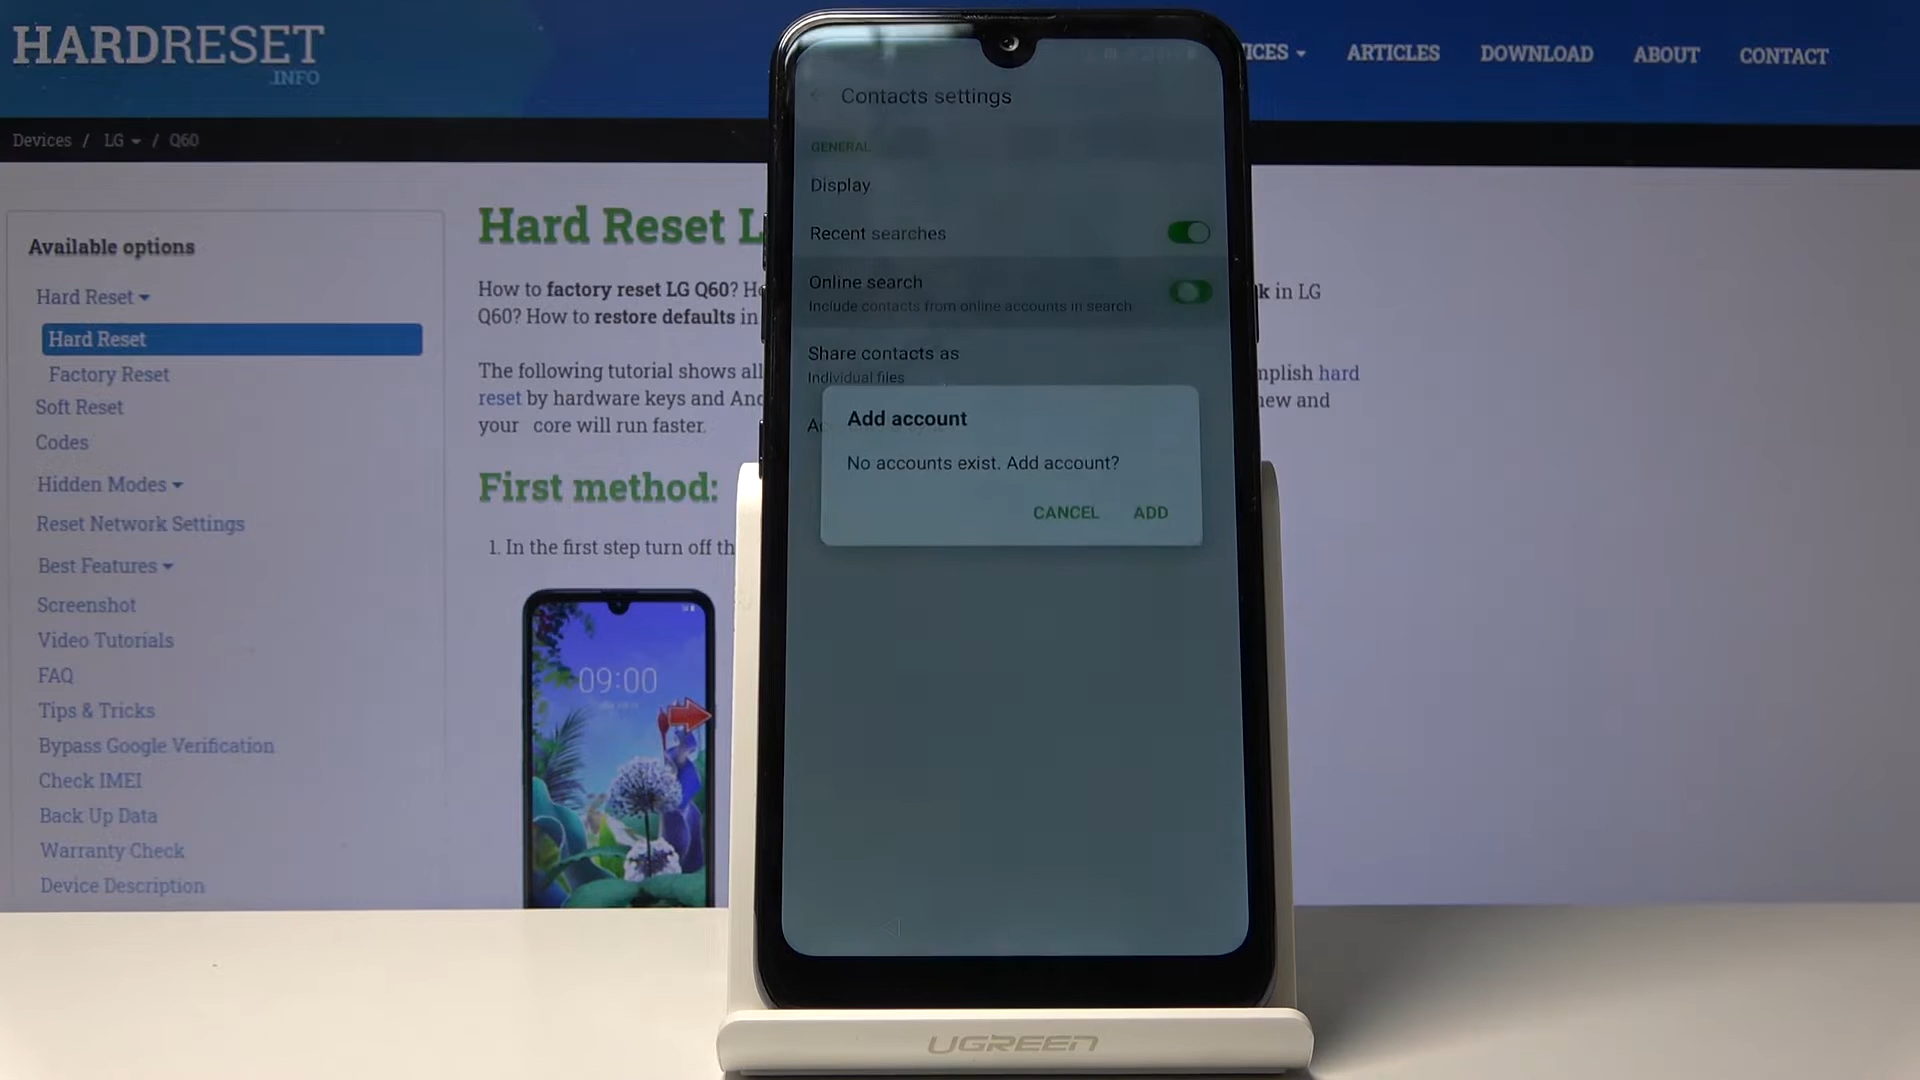 HARDRESET
.INFO
ICES
ARTICLES
DOWNLOAD
ABOUT
CONTACT
Devices / LG / Q60
Available options
Hard Reset
Hard Reset
Factory Reset
Soft Reset
Codes
Hidden Modes
Reset Network Settings
Best Features
Screenshot
Video Tutorials
FAQ
Tips & Tricks
Bypass Google Verification
Check IMEI
Back Up Data
Warranty Check
Device Description
Hard Reset L
How to factory reset LG Q60? Ho k in LG
Q60? How to restore defaults in
The following tutorial shows all mplish hard
reset by hardware keys and And new and
your core will run faster.
First method:
1. In the first step turn off th
09:00
Contacts settings
GENERAL
Display
Recent searches
Online search
Include contacts from online accounts in search
Share contacts as
Individual files
Add account
No accounts exist. Add account?
CANCEL ADD
UGREEN